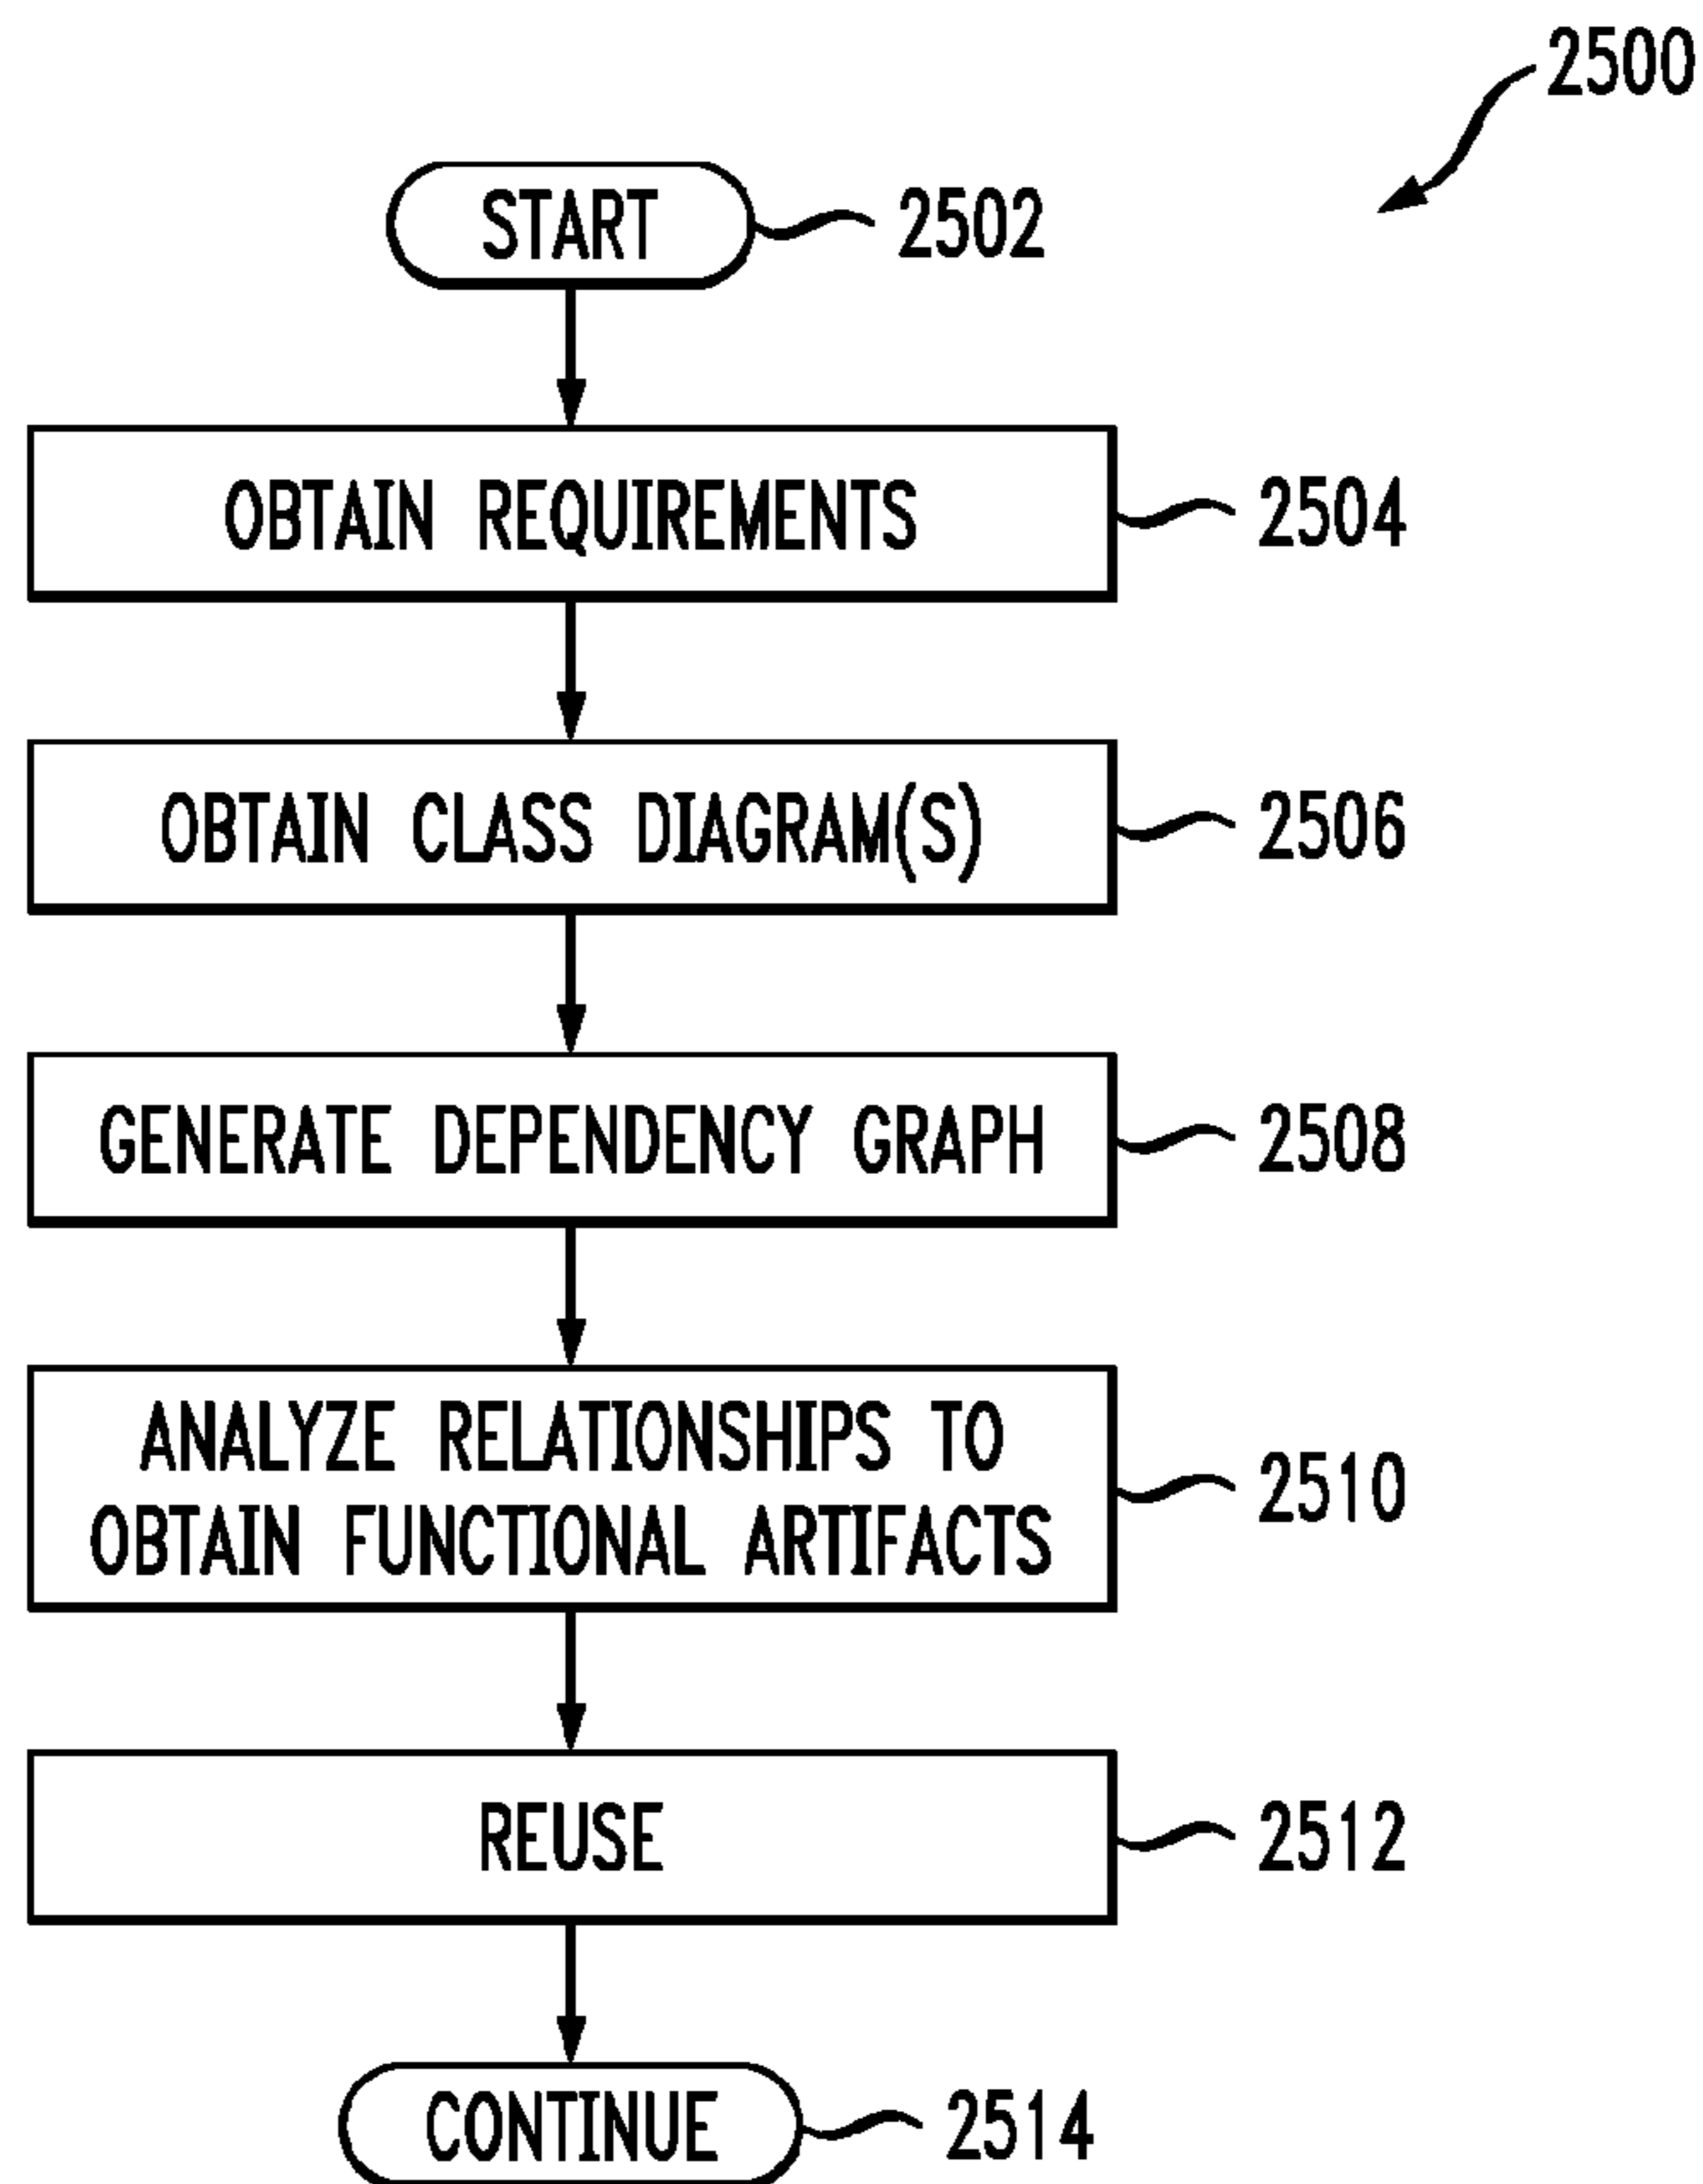 2500
START
2502
OBTAIN REQUIREMENTS
2504
OBTAIN CLASS DIAGRAM(S)
2506
GENERATE DEPENDENCY GRAPH
2508
ANALYZE RELATIONSHIPS TO
OBTAIN FUNCTIONAL ARTIFACTS
2510
REUSE
2512
CONTINUE
2514